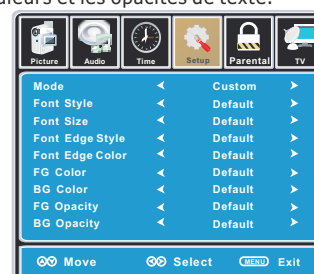 aleurs et les opacités de texte.
Picture Audio Time Setup Parental TV
Mode Custom
Font Style Default
Font Size Default
Font Edge Style Default
Font Edge Color Default
FG Color Default
BG Color Default
FG Opacity Default
BG Opacity Default
Move Select MENU Exit